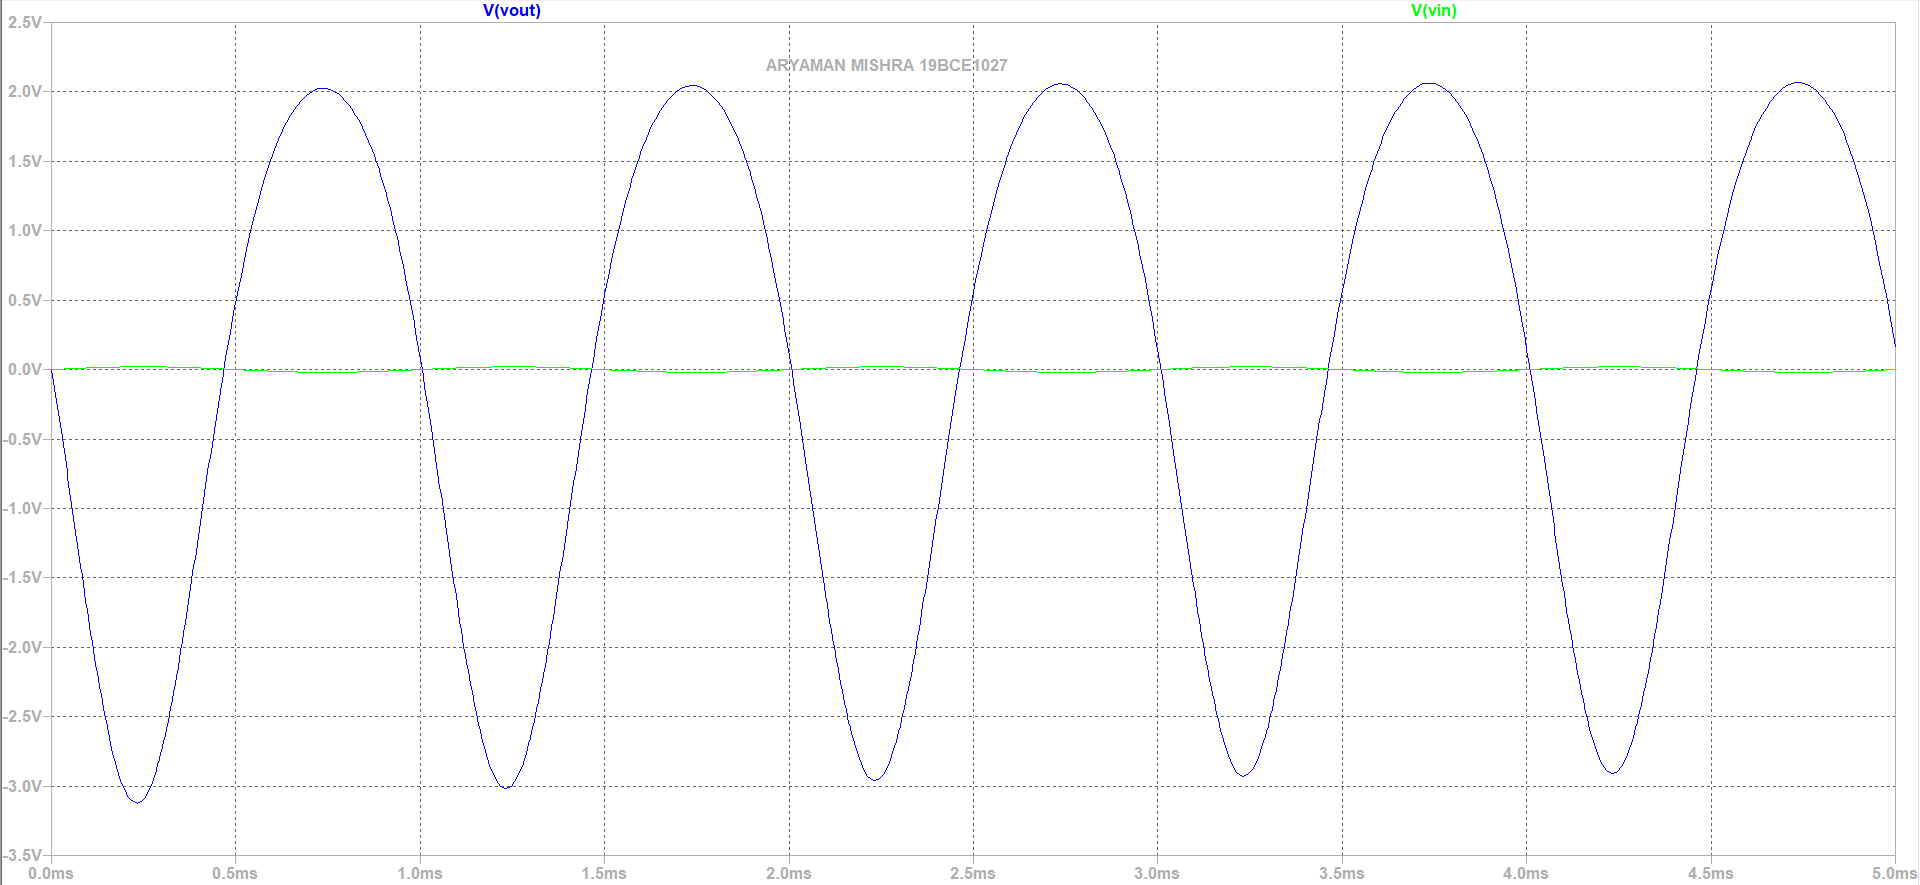 V(vout) V(vin)
ARYAMAN MISHRA 19BCE1027
2.5V
2.0V
1.5V
1.0V
0.5V
0.0V
-0.5V
-1.0V
-1.5V
-2.0V
-2.5V
-3.0V
-3.5V
0.0ms 0.5ms 1.0ms 1.5ms 2.0ms 2.5ms 3.0ms 3.5ms 4.0ms 4.5ms 5.0ms